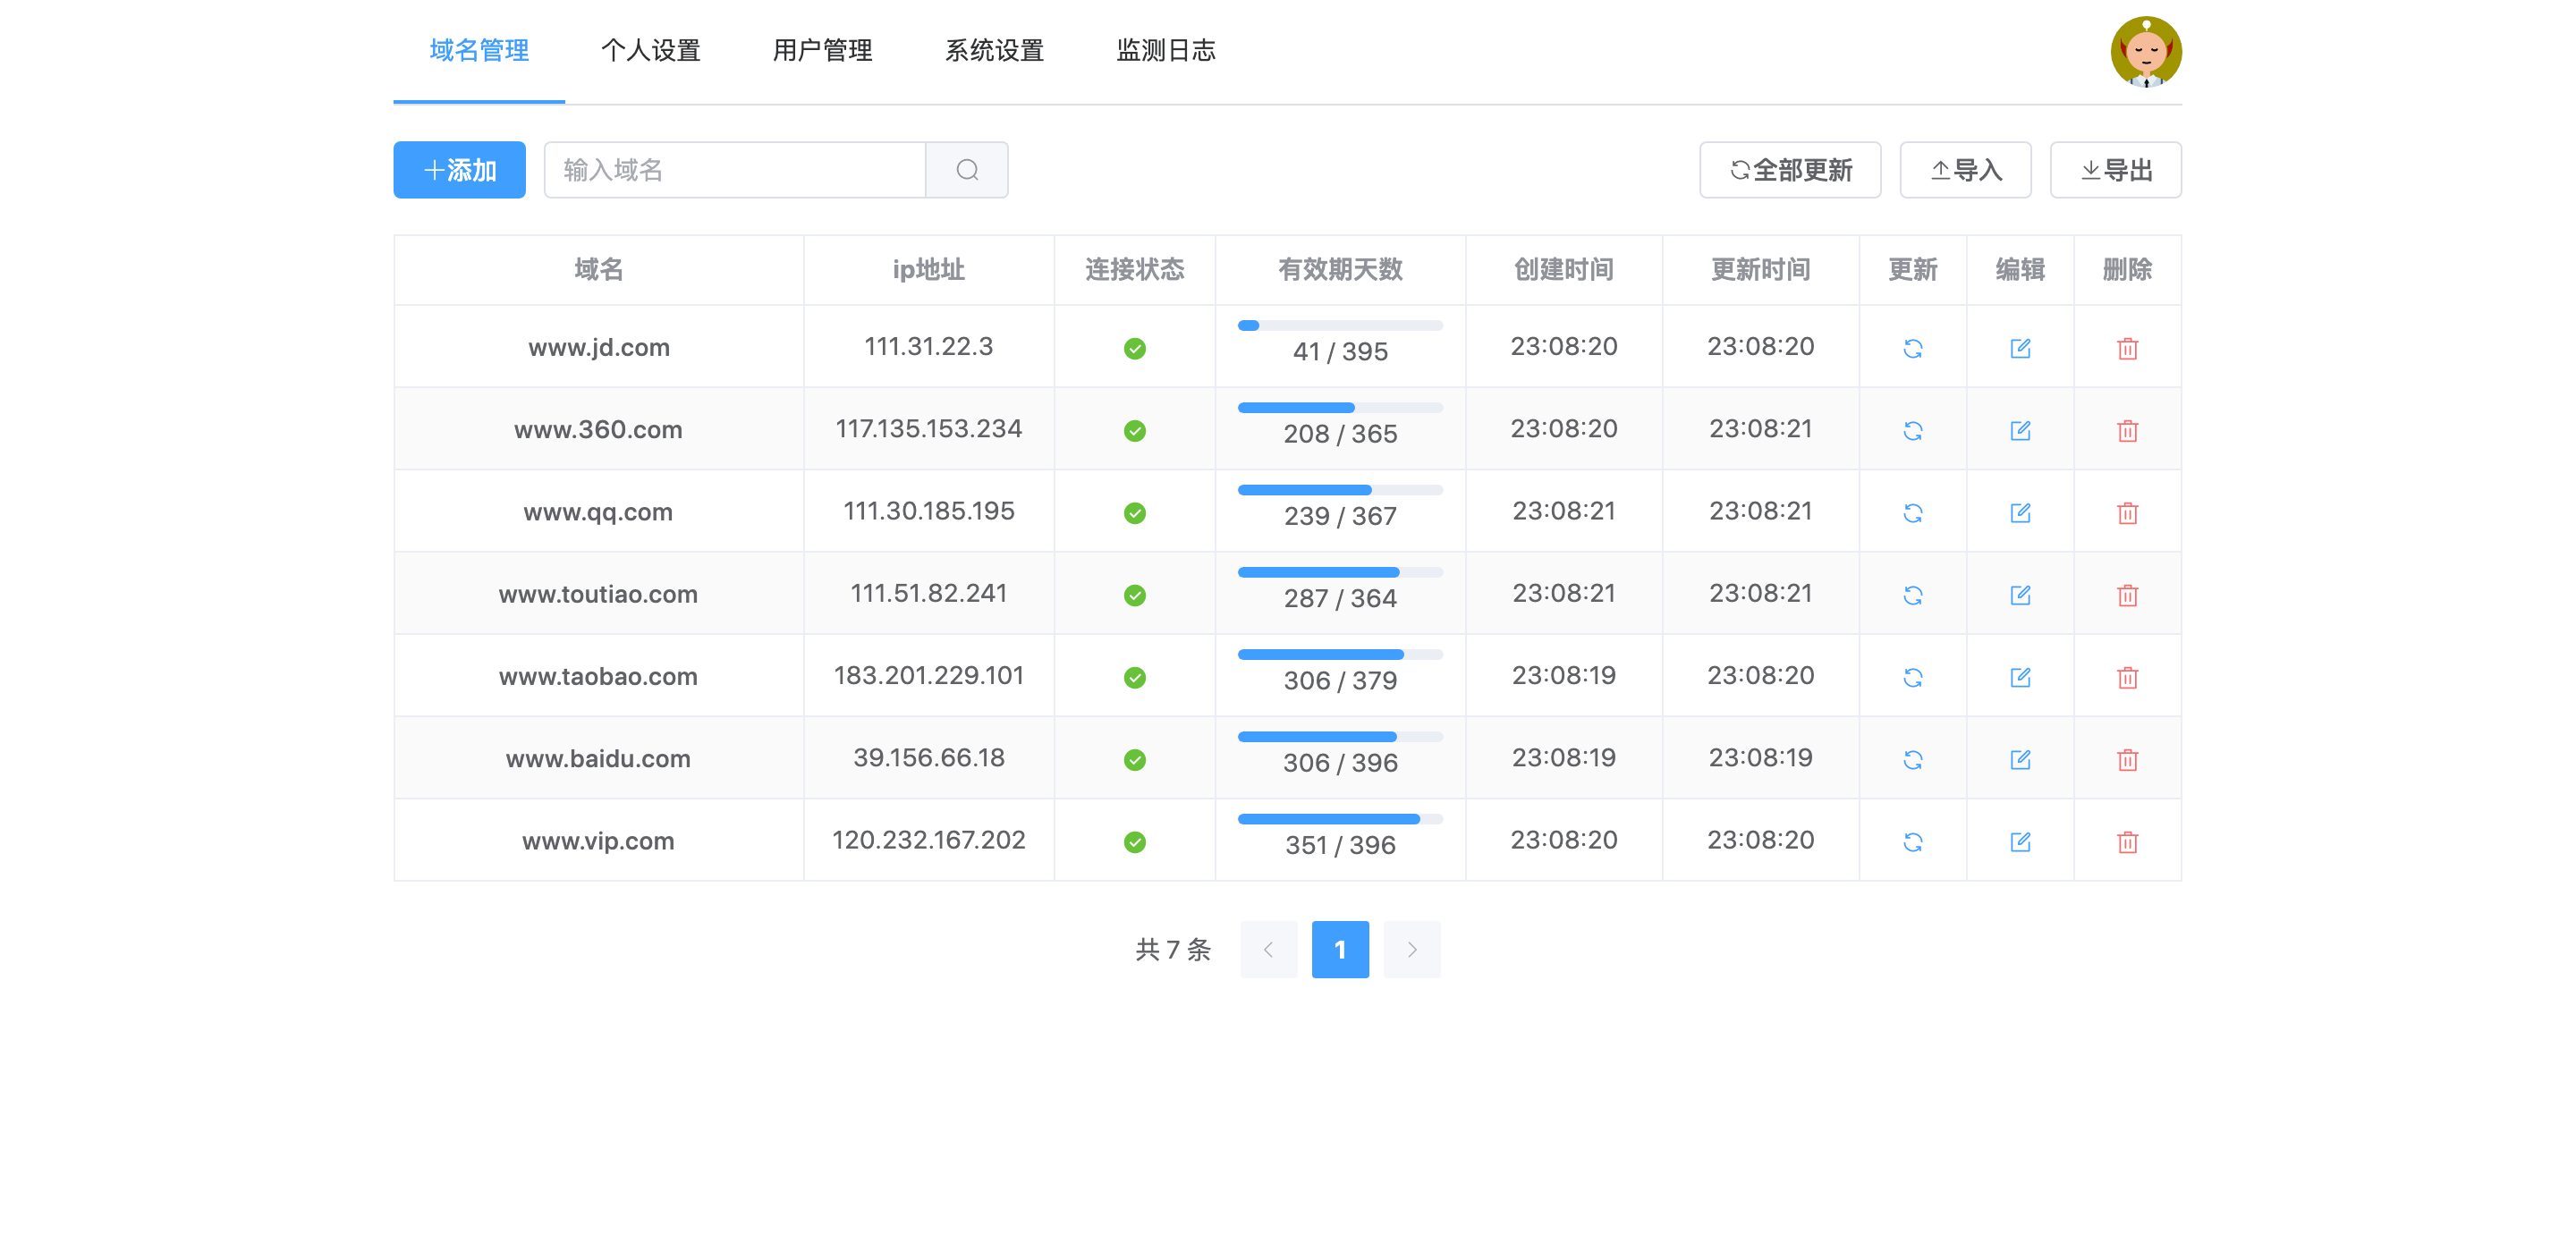 域名管理 个人设置 用户管理 系统设置 监测日志
添加 输入域名 全部更新 导入 导出
域名 ip地址 连接状态 有效期天数 创建时间 更新时间 更新 编辑 删除
www.jd.com 111.31.22.3 41 / 395 23:08:20 23:08:20
www.360.com 117.135.153.234 208 / 365 23:08:20 23:08:21
www.qq.com 111.30.185.195 239 / 367 23:08:21 23:08:21
www.toutiao.com 111.51.82.241 287 / 364 23:08:21 23:08:21
www.taobao.com 183.201.229.101 306 / 379 23:08:19 23:08:20
www.baidu.com 39.156.66.18 306 / 396 23:08:19 23:08:19
www.vip.com 120.232.167.202 351 / 396 23:08:20 23:08:20
共 7 条 1